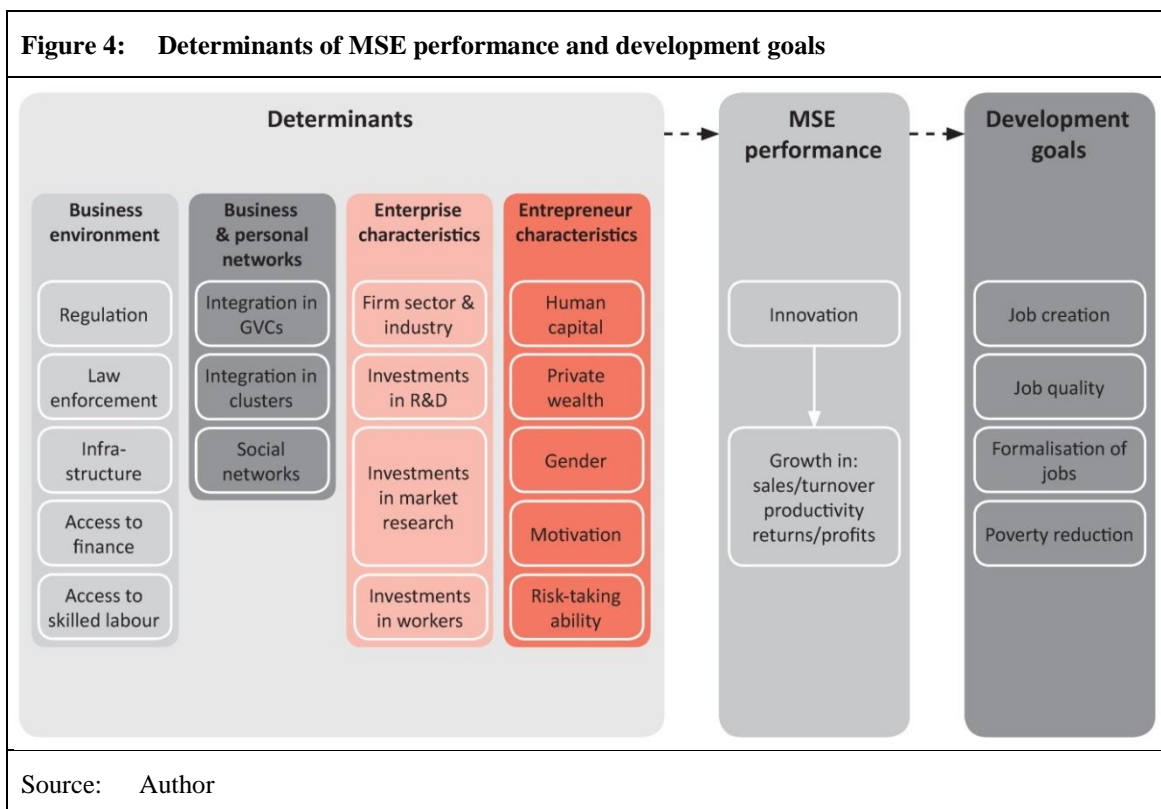 Figure 4: Determinants of MSE performance and development goals
Determinants
Business
environment
Regulation
Law
enforcement
Infra-
structure
Access to
finance
Access to
skilled labour
Business
& personal
networks
Integration in
GVCs
Integration in
clusters
Social
networks
Enterprise
characteristics
Firm sector &
industry
Investments
in R&D
Investments
in market
research
Investments
in workers
Entrepreneur
characteristics
Human
capital
Private
wealth
Gender
Motivation
Risk-taking
ability
MSE
performance
Innovation
Growth in:
sales/turnover
productivity
returns/profits
Development
goals
Job creation
Job quality
Formalisation of
jobs
Poverty reduction
Source: Author